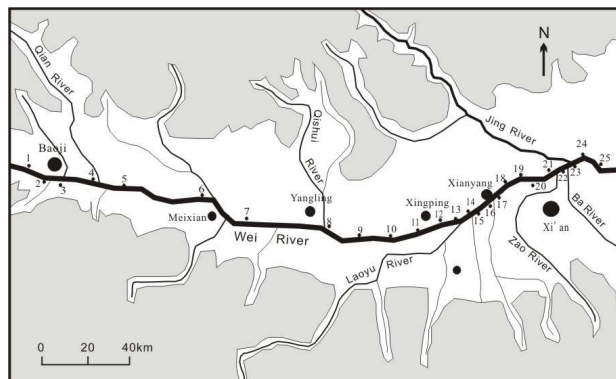 N
Qian
River
Baoji
1
2
3
4
5
6
Meixian
7
Wei River
Qishui
River
Yangling
8
9
10
Xingping
11
12
13
Laoyu River
Jing River
Xianyang
14
15
16
17
18
19
20
21
22
23
24
25
Xi' an
Zao River
Ba River
0 20 40km